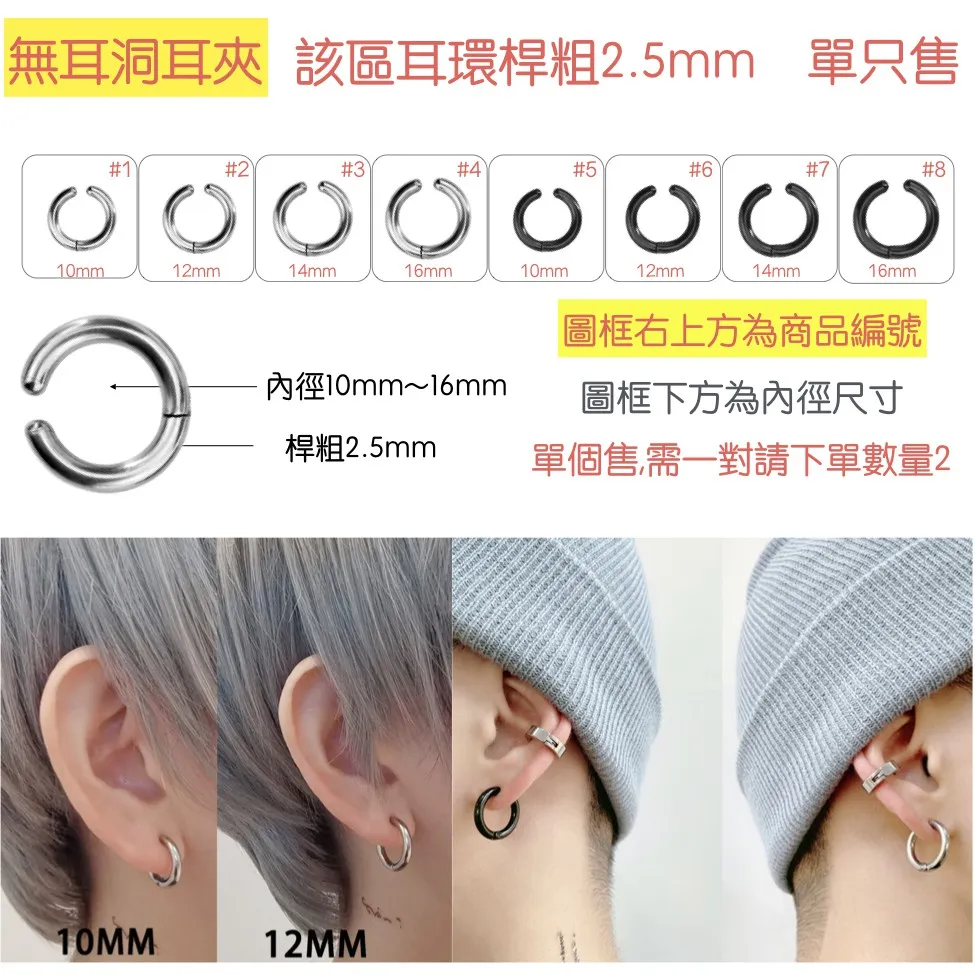 無耳洞耳夾 該區耳環桿粗2.5mm 單只售
#1 #2 #3 #4 #5 #6 #7 #8
10mm 12mm 14mm 16mm 10mm 12mm 14mm 16mm
圖框右上方為商品編號
內徑10mm~16mm
圖框下方為內徑尺寸
桿粗2.5mm
單個售,需一對請下單數量2
10MM 12MM